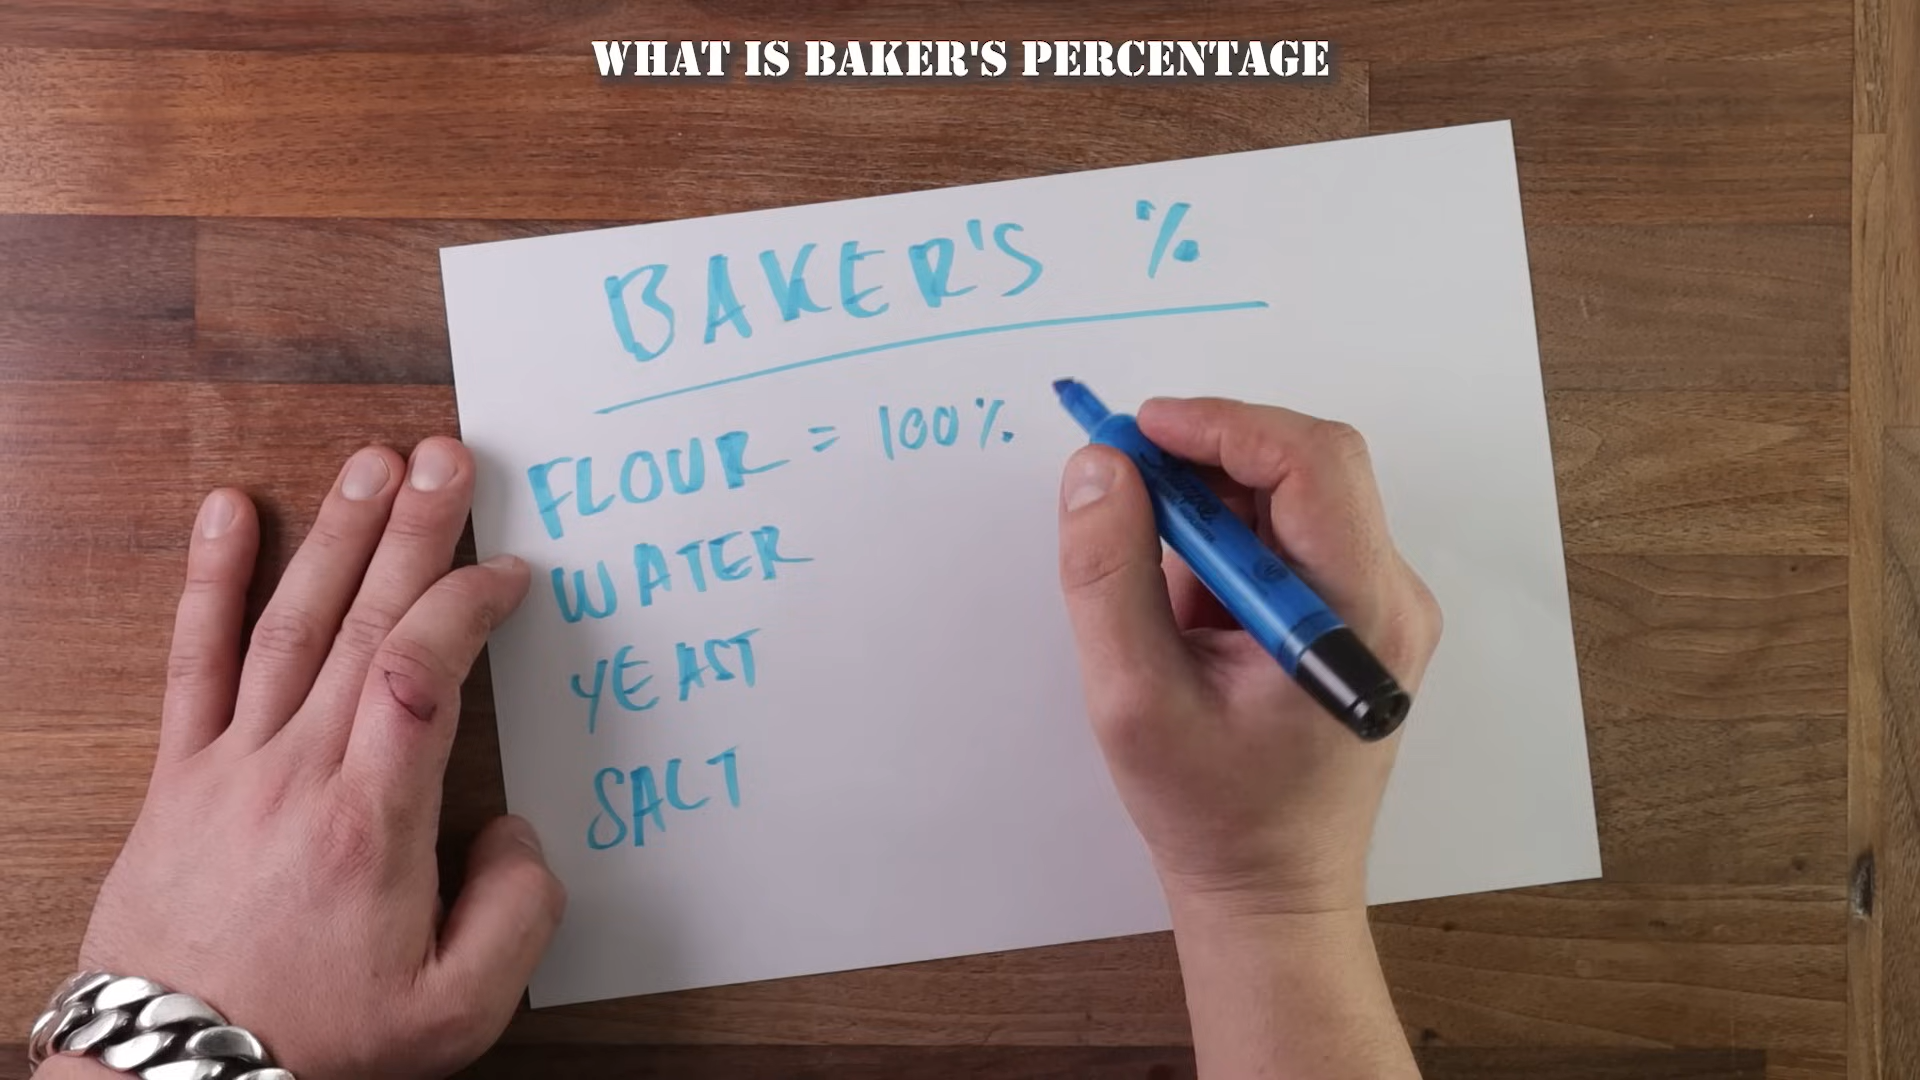 WHAT IS BAKER'S PERCENTAGE
BAKER'S %
FLOUR = 100%
WATER
YEAST
SALT